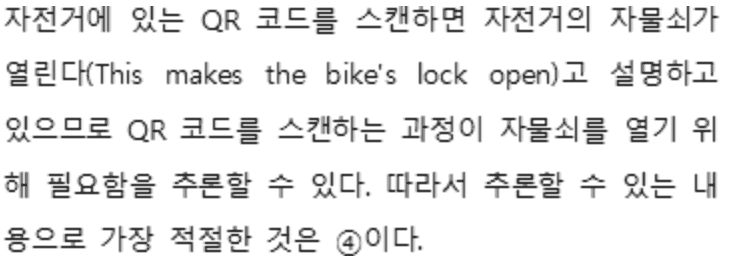 자전거에 있는 QR 코드를 스캔하면 자전거의 자물쇠가
열린다(This makes the bike's lock open)고 설명하고
있으므로 QR 코드를 스캔하는 과정이 자물쇠를 열기 위
해 필요함을 추론할 수 있다. 따라서 추론할 수 있는 내
용으로 가장 적절한 것은 ④이다.